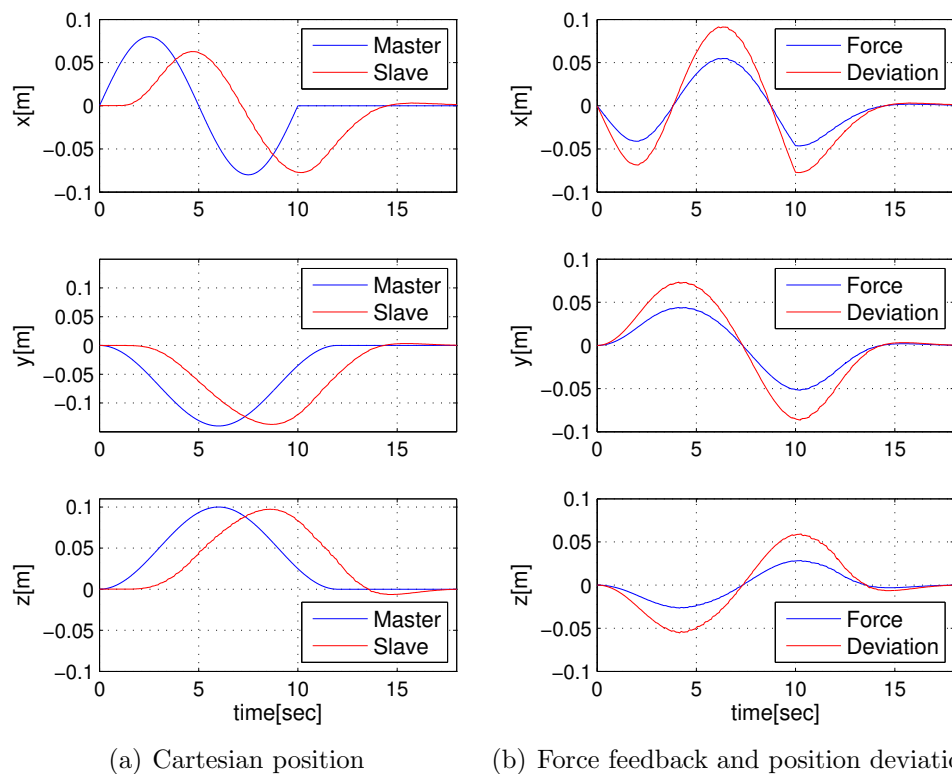 0.1
0.05
0
−0.05
−0.1
x[m]
0
5
10
15
Master
Slave
0.1
0.05
0
−0.05
−0.1
x[m]
0
5
10
15
Force
Deviation
0.1
0.05
0
−0.05
−0.1
y[m]
0
5
10
15
Master
Slave
0.1
0.05
0
−0.05
−0.1
y[m]
0
5
10
15
Force
Deviation
0.1
0.05
0
−0.05
−0.1
z[m]
0
5
10
15
time[sec]
Master
Slave
0.1
0.05
0
−0.05
−0.1
z[m]
0
5
10
15
time[sec]
Force
Deviation
(a) Cartesian position
(b) Force feedback and position deviati